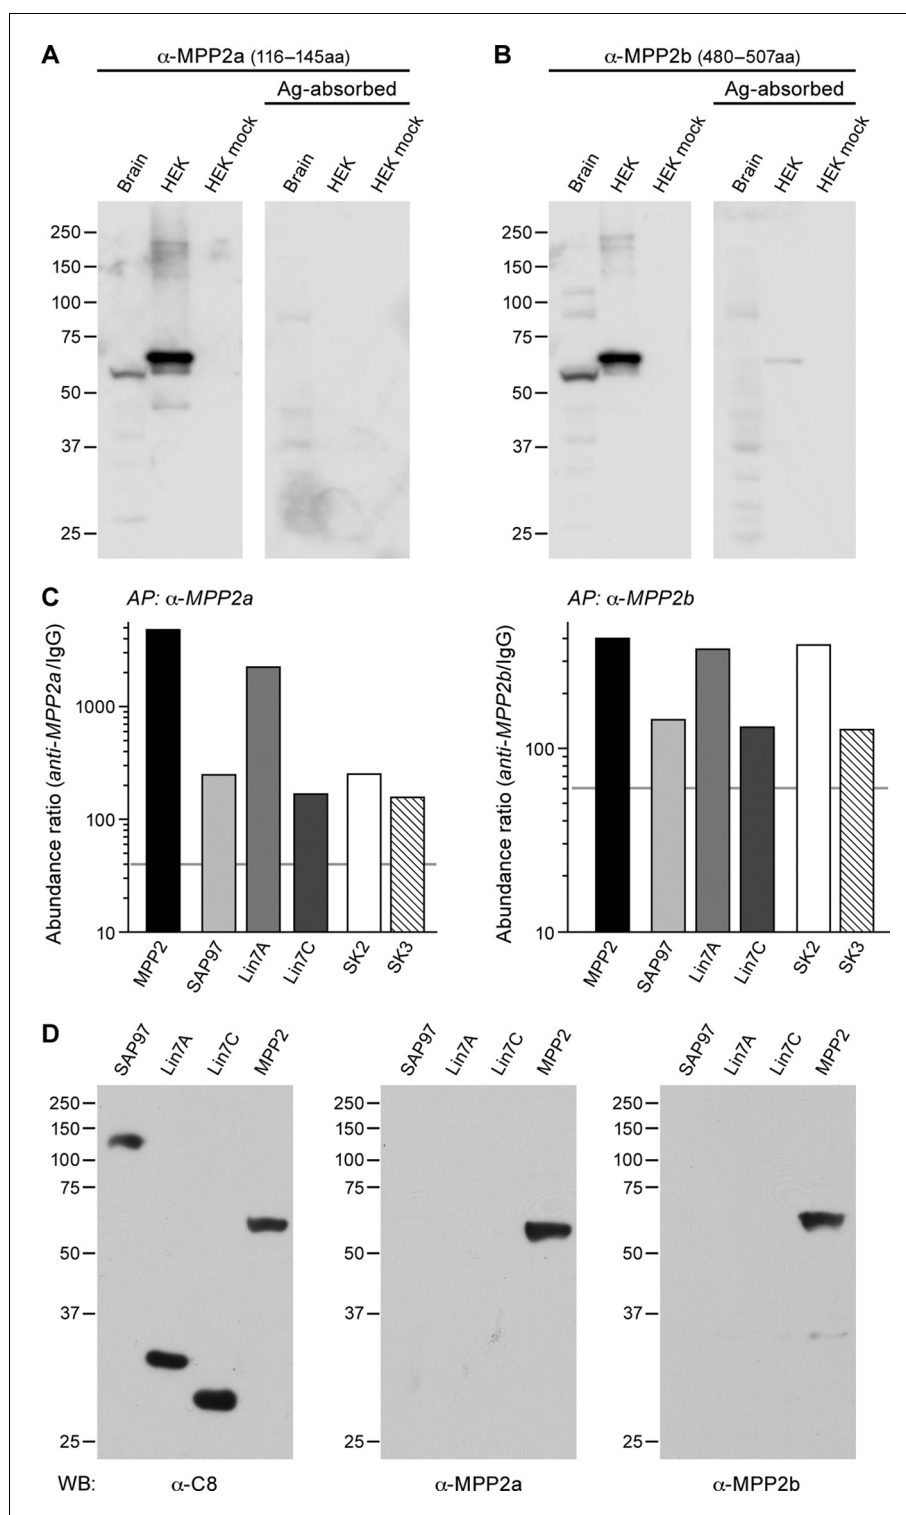 A
α-MPP2a (116–145aa)
Ag-absorbed
Brain
HEK
HEK mock
Brain
HEK
HEK mock
250
150
100
75
50
37
25
B
α-MPP2b (480–507aa)
Ag-absorbed
Brain
HEK
HEK mock
Brain
HEK
HEK mock
250
150
100
75
50
37
25
C
AP: α-MPP2a
Abundance ratio (anti-MPP2a/IgG)
1000
100
10
MPP2
SAP97
Lin7A
Lin7C
SK2
SK3
AP: α-MPP2b
Abundance ratio (anti-MPP2b/IgG)
100
10
MPP2
SAP97
Lin7A
Lin7C
SK2
SK3
D
SAP97
Lin7A
Lin7C
MPP2
250
150
100
75
50
37
25
SAP97
Lin7A
Lin7C
MPP2
250
150
100
75
50
37
25
SAP97
Lin7A
Lin7C
MPP2
250
150
100
75
50
37
25
WB: α-C8 α-MPP2a α-MPP2b